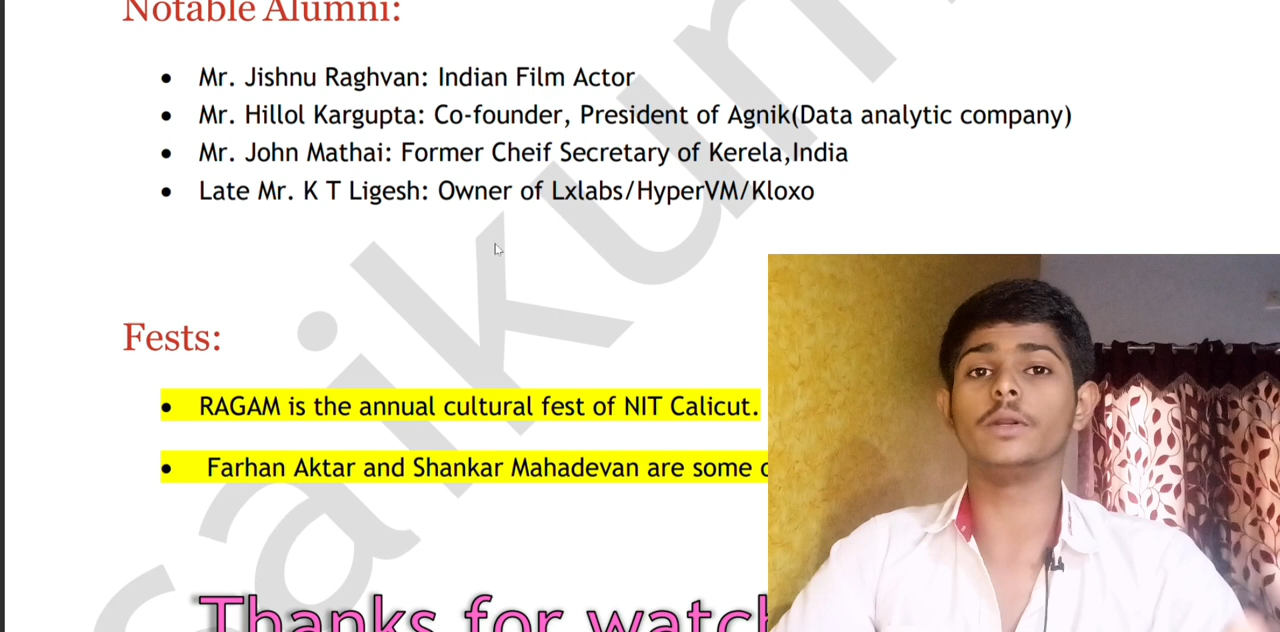 Notable Alumni:
• Mr. Jishnu Raghvan: Indian Film Actor
• Mr. Hillol Kargupta: Co-founder, President of Agnik(Data analytic company)
• Mr. John Mathai: Former Cheif Secretary of Kerela,India
• Late Mr. K T Ligesh: Owner of Lxlabs/HyperVM/Kloxo
Fests:
• RAGAM is the annual cultural fest of NIT Calicut.
• Farhan Aktar and Shankar Mahadevan are some
Thanks for